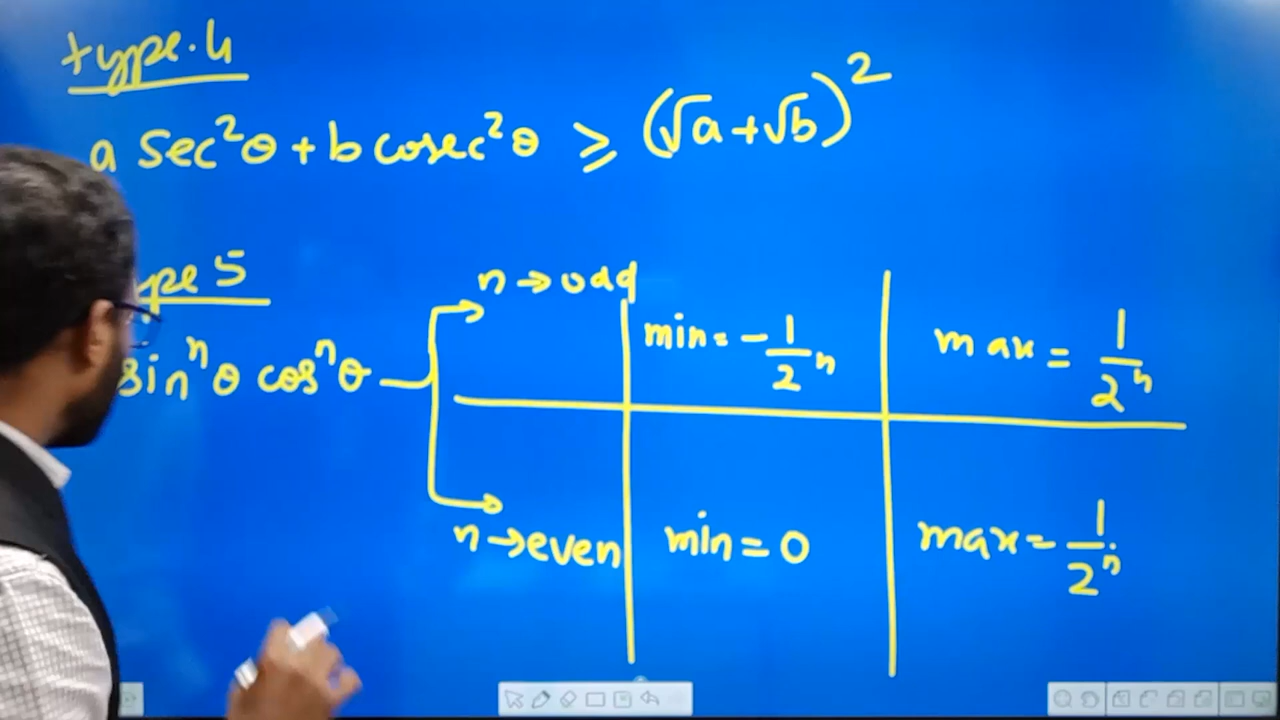 type.4
a sec²θ + b cosec²θ ≥ (√a+√b)²
ype 5
n → odd
min = -1/2ⁿ
max = 1/2ⁿ
sinⁿθ cosⁿθ
n → even
min = 0
max = 1/2ⁿ